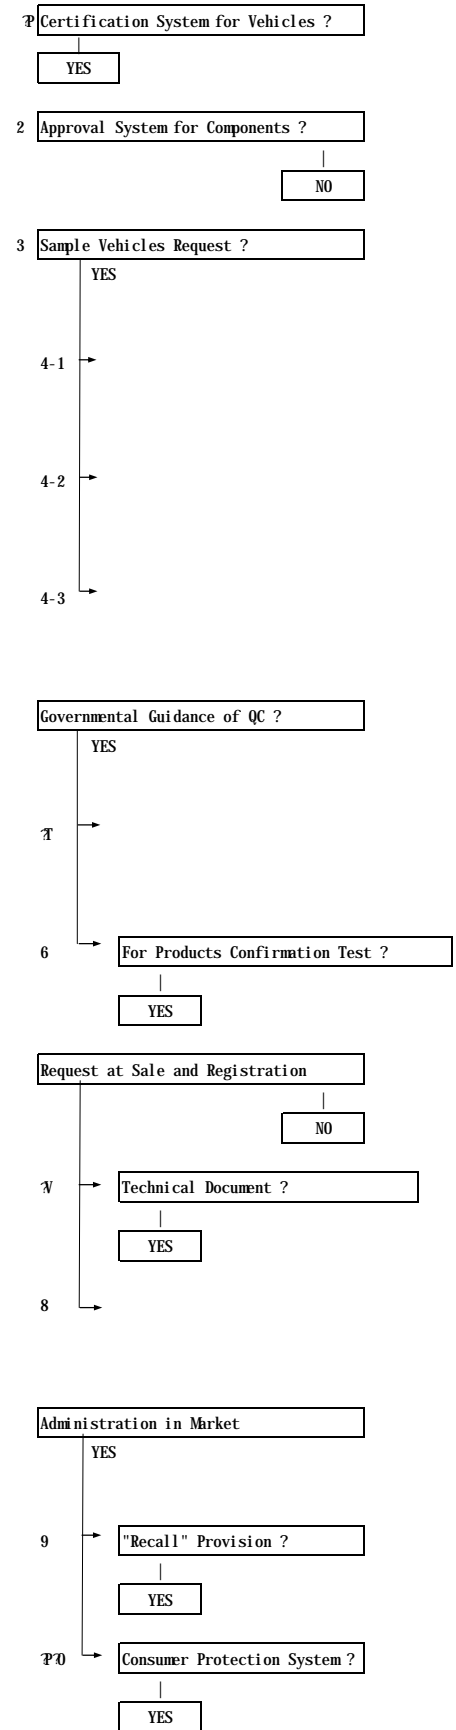 ?P Certification System for Vehicles ?
YES
2 Approval System for Components ?
NO
3 Sample Vehicles Request ?
YES
4-1
4-2
4-3
Governmental Guidance of QC ?
YES
?T
6 For Products Confirmation Test ?
YES
Request at Sale and Registration
NO
?V Technical Document ?
YES
8
Administration in Market
YES
9 "Recall" Provision ?
YES
?P?0 Consumer Protection System ?
YES